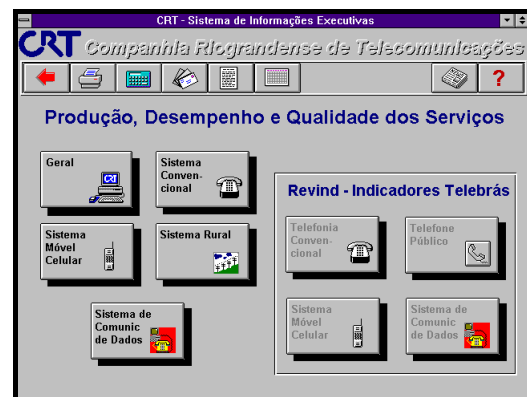 CRT - Sistema de Informações Executivas
CRT Companhia Riograndense de Telecomunicações
?
Produção, Desempenho e Qualidade dos Serviços
Geral
CRT
Sistema
Conven-
cional
Sistema
Móvel
Celular
Sistema Rural
Sistema de
Comunic
de Dados
Revind - Indicadores Telebrás
Telefonia
Conven-
cional
Telefone
Público
Sistema
Móvel
Celular
Sistema de
Comunic
de Dados